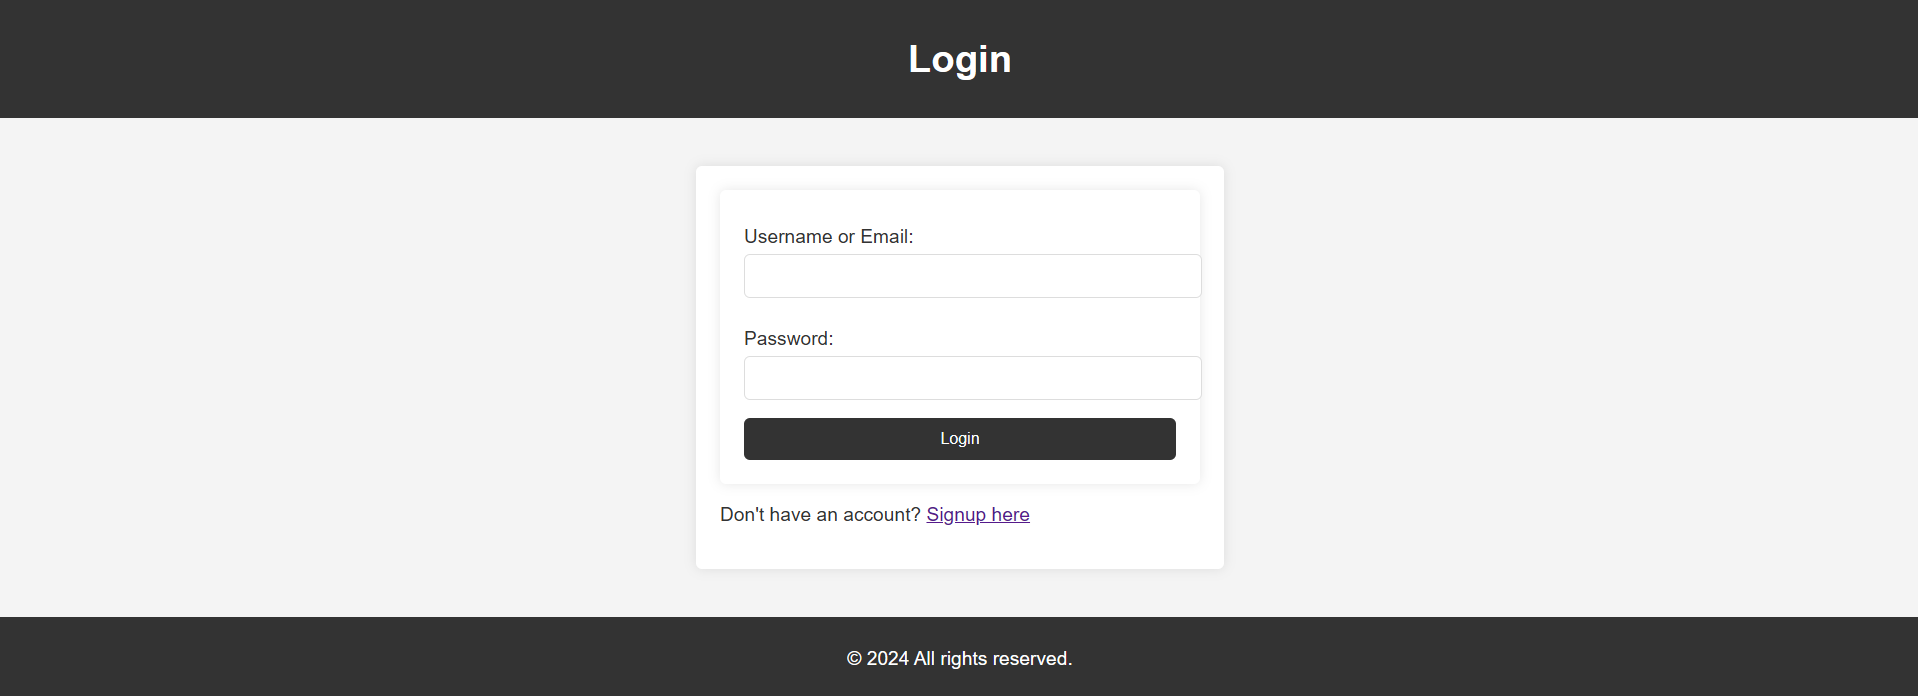 Login
Username or Email:
Password:
Login
Don't have an account? Signup here
© 2024 All rights reserved.